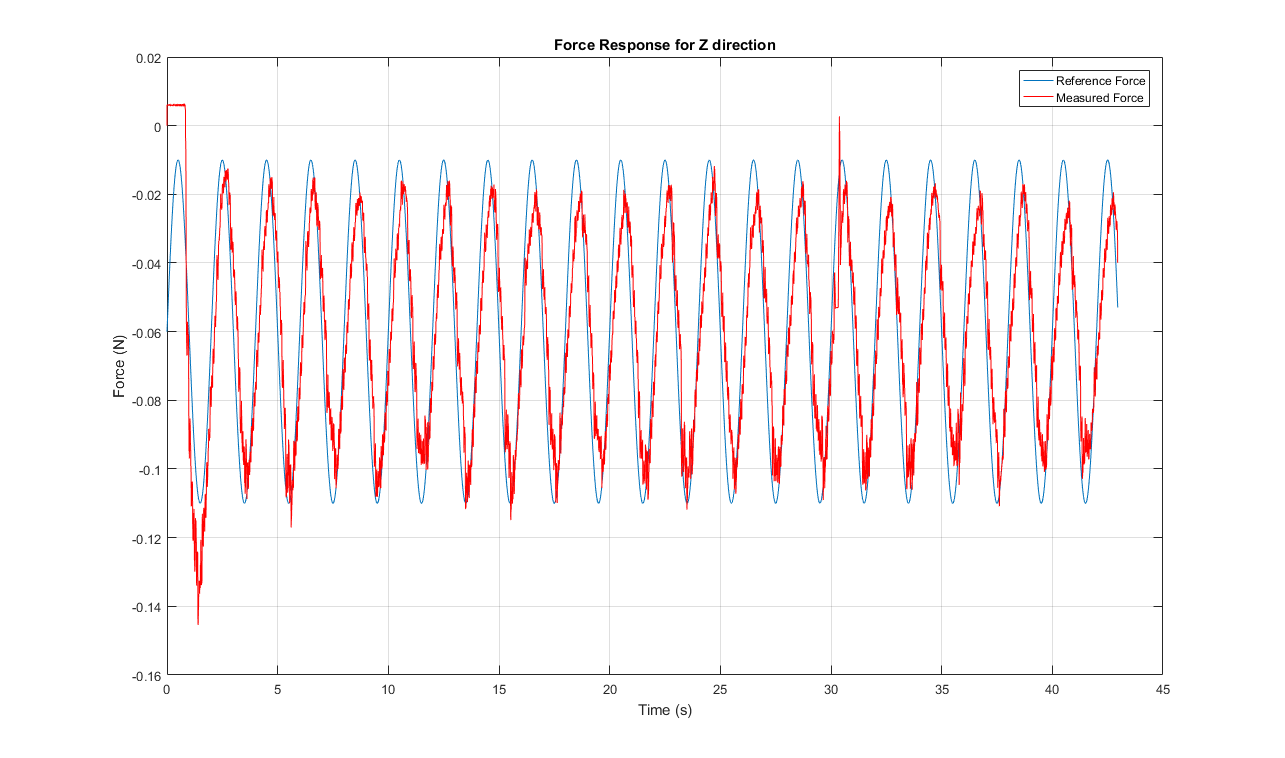 Force Response for Z direction
Reference Force
Measured Force
0.02
0
-0.02
-0.04
-0.06
-0.08
-0.1
-0.12
-0.14
-0.16
Force (N)
0 5 10 15 20 25 30 35 40 45
Time (s)